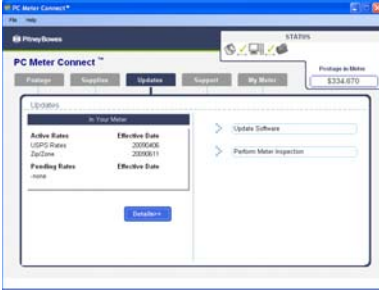 PC Meter Connect™
File Help
Pitney Bowes
STATUS
PC Meter Connect™
Postage in Meter
$334.670
Postage Supplies Updates Support My Meter
Updates
In Your Meter
Active Rates Effective Date
USPS Rates 20090406
Zip/Zone 20090611
Pending Rates Effective Date
-none
Details>>
Update Software
Perform Meter Inspection